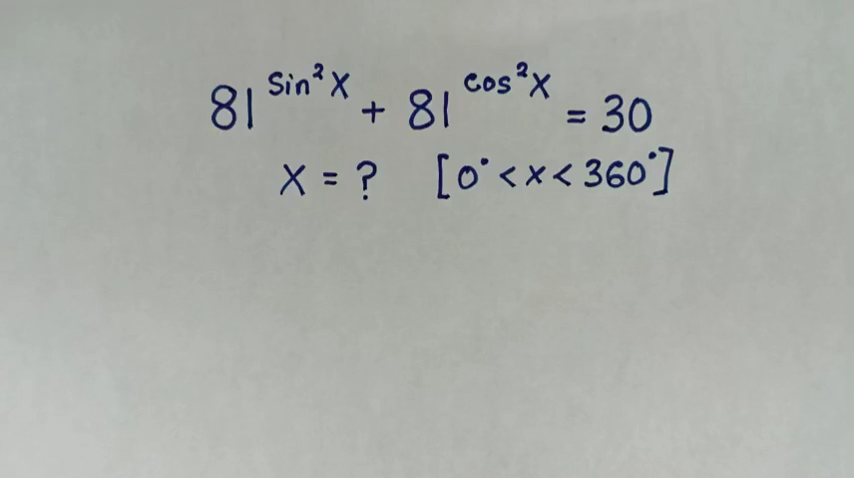 81^sin²x + 81^cos²x = 30
x = ? [0° < x < 360°]